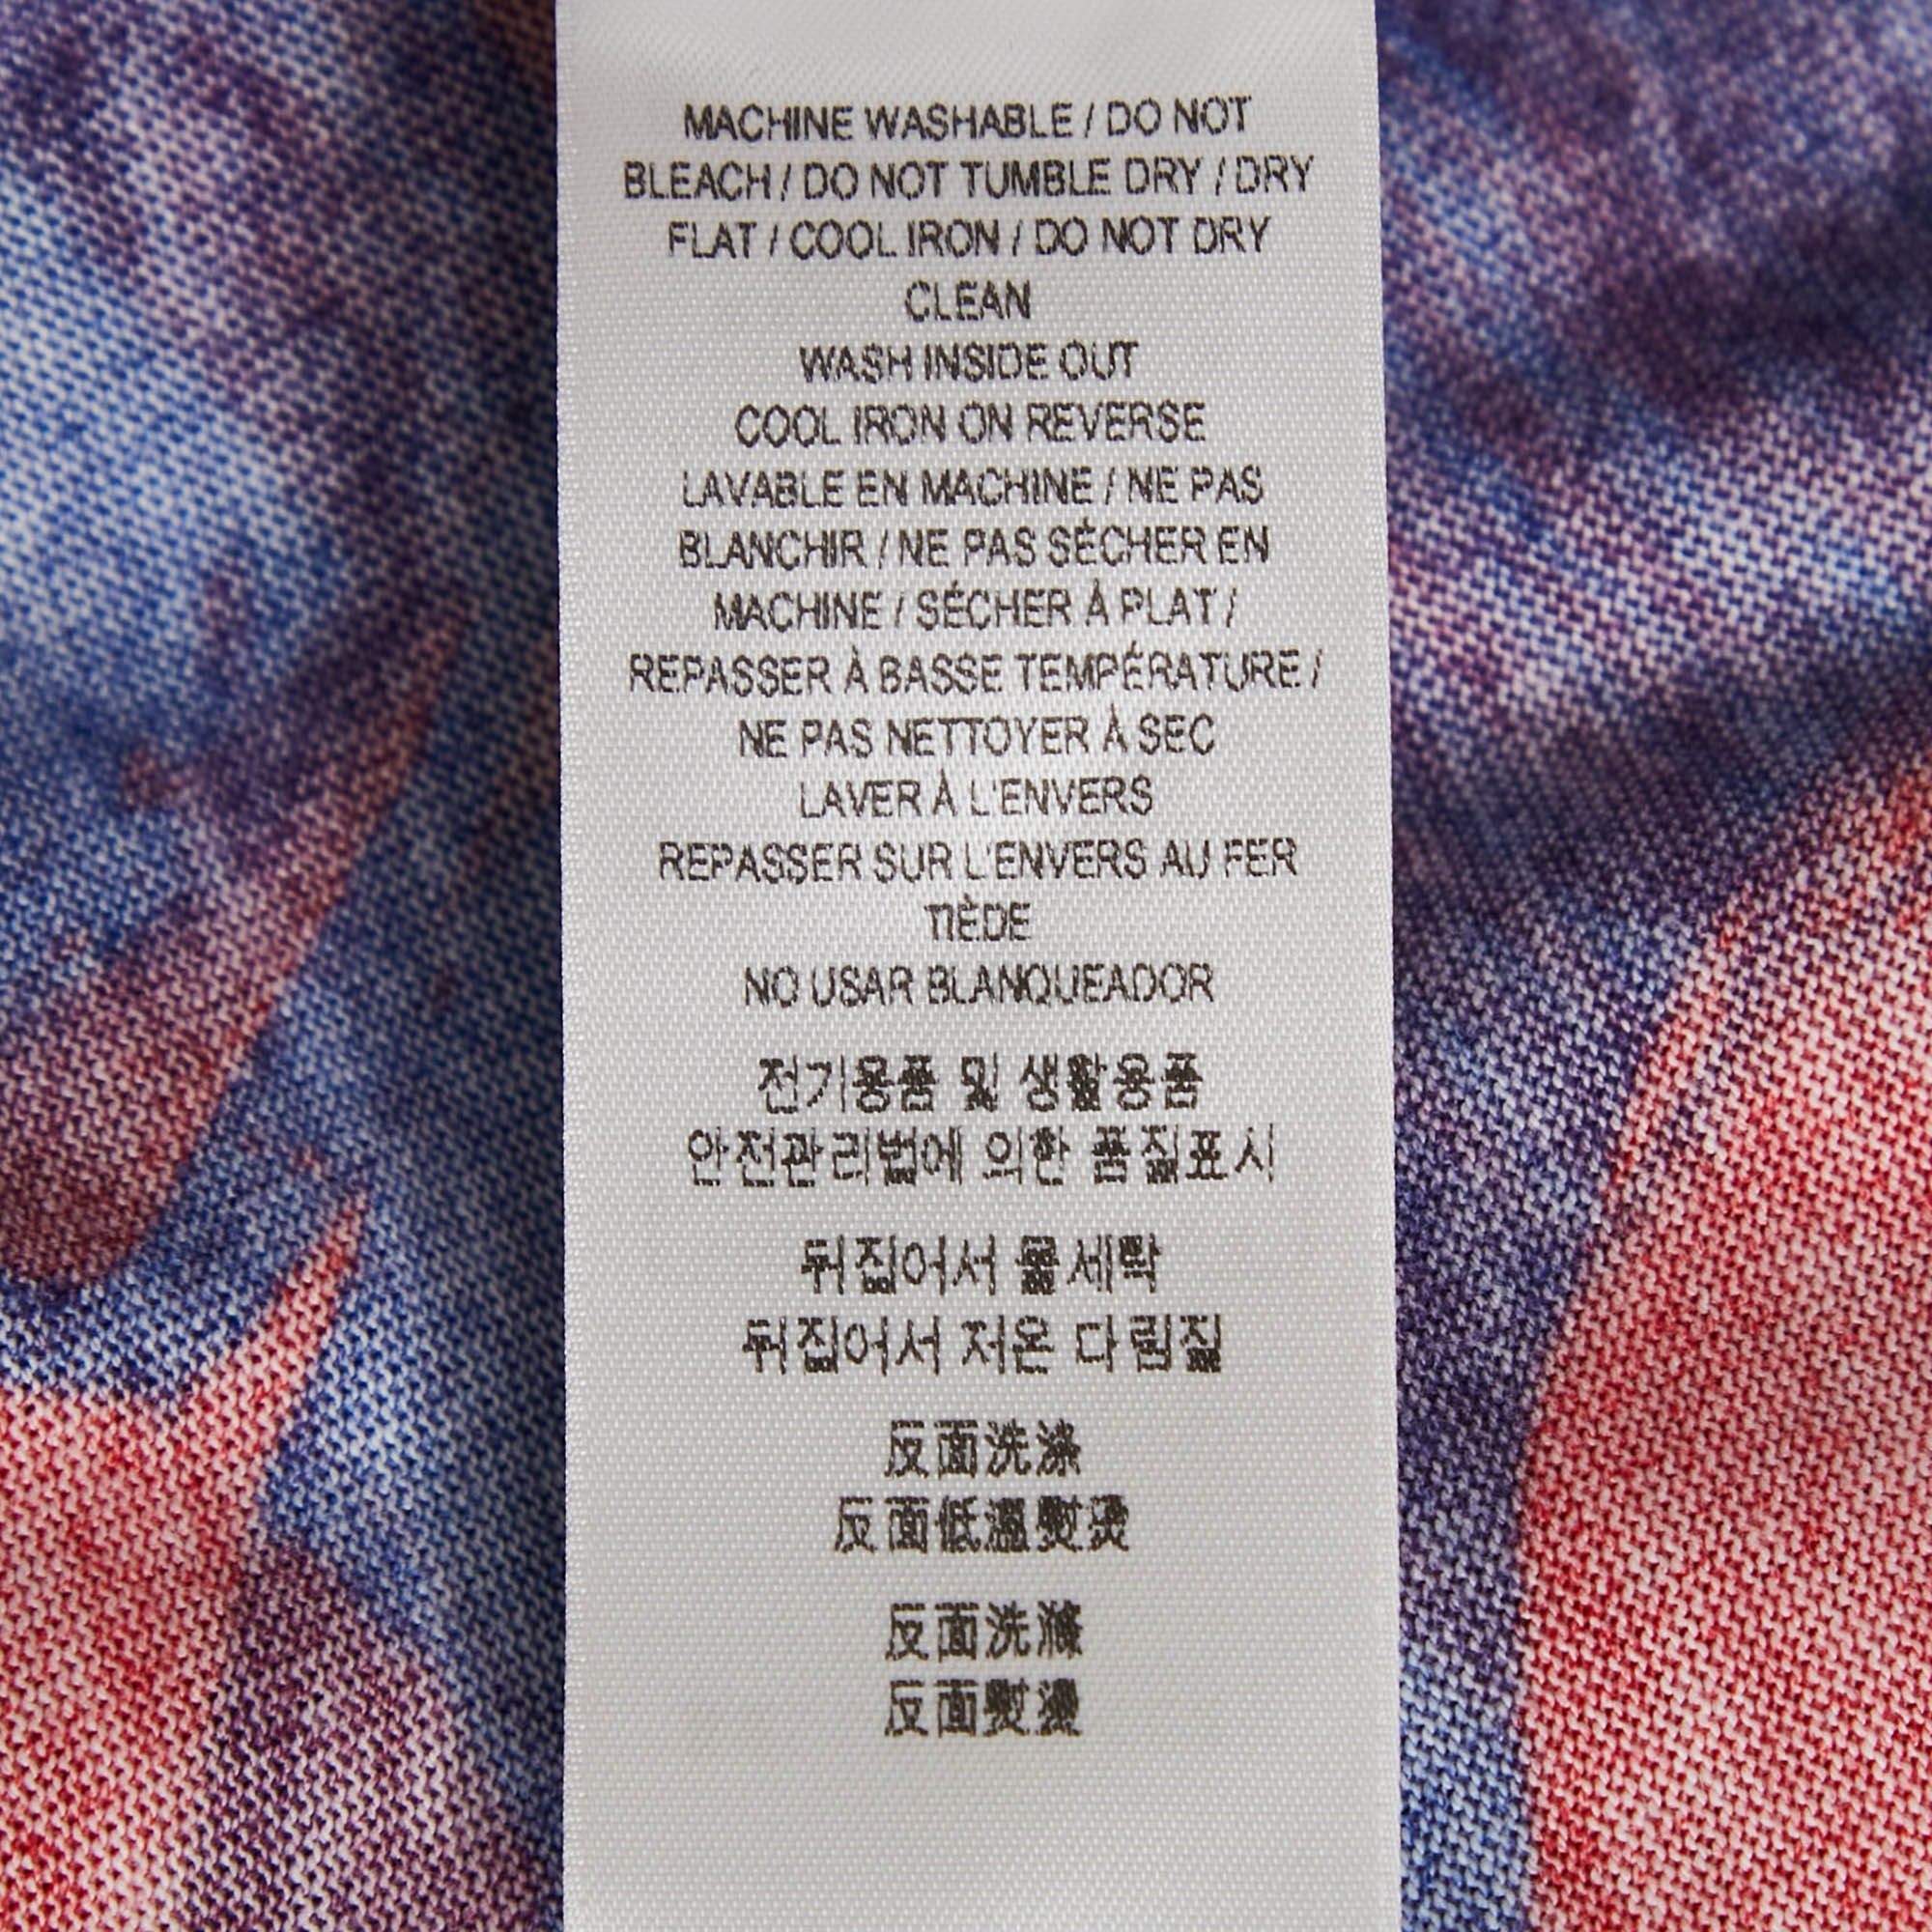 MACHINE WASHABLE / DO NOT
BLEACH / DO NOT TUMBLE DRY / DRY
FLAT / COOL IRON / DO NOT DRY
CLEAN
WASH INSIDE OUT
COOL IRON ON REVERSE
LAVABLE EN MACHINE / NE PAS
BLANCHIR / NE PAS SÉCHER EN
MACHINE / SÉCHER À PLAT /
REPASSER À BASSE TEMPÉRATURE /
NE PAS NETTOYER À SEC
LAVER À L'ENVERS
REPASSER SUR L'ENVERS AU FER
TIÈDE
NO USAR BLANQUEADOR
전기용품 및 생활용품
안전관리법에 의한 품질표시
뒤집어서 물세탁
뒤집어서 저온 다림질
反面洗涤
反面低温熨烫
反面洗滌
反面熨燙